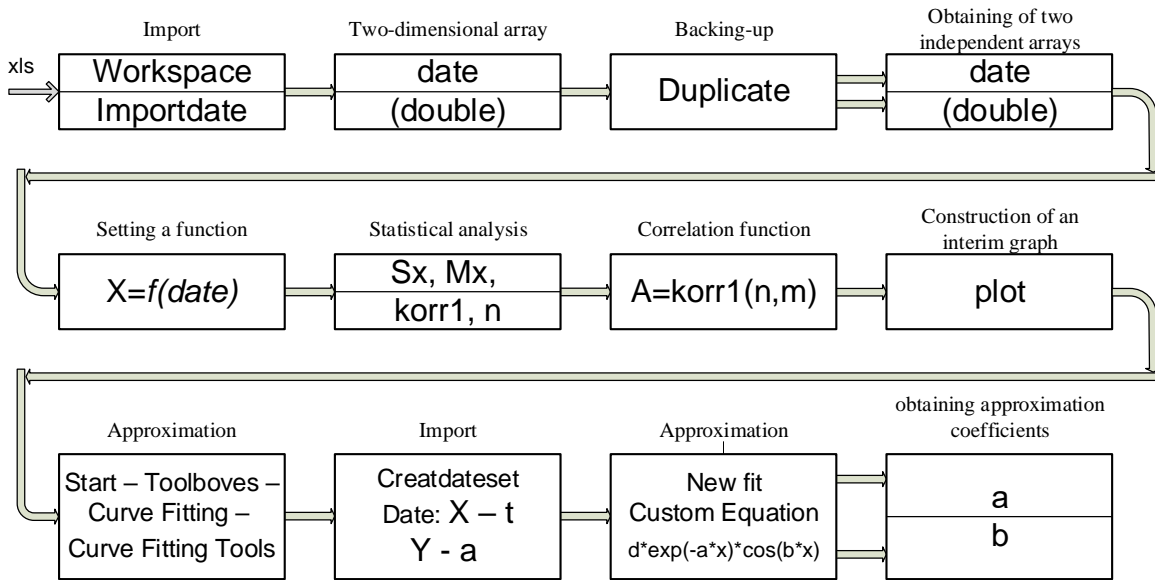 Import
Two-dimensional array
Backing-up
Obtaining of two
independent arrays
xls
Workspace
Importdate
date
(double)
Duplicate
date
(double)
Setting a function
Statistical analysis
Correlation function
Construction of an
interim graph
X=f(date)
Sx, Mx,
korr1, n
A=korr1(n,m)
plot
Approximation
Import
Approximation
obtaining approximation
coefficients
Start – Toolboves –
Curve Fitting –
Curve Fitting Tools
Creatdateset
Date: X – t
Y - a
New fit
Custom Equation
d*exp(-a*x)*cos(b*x)
a
b